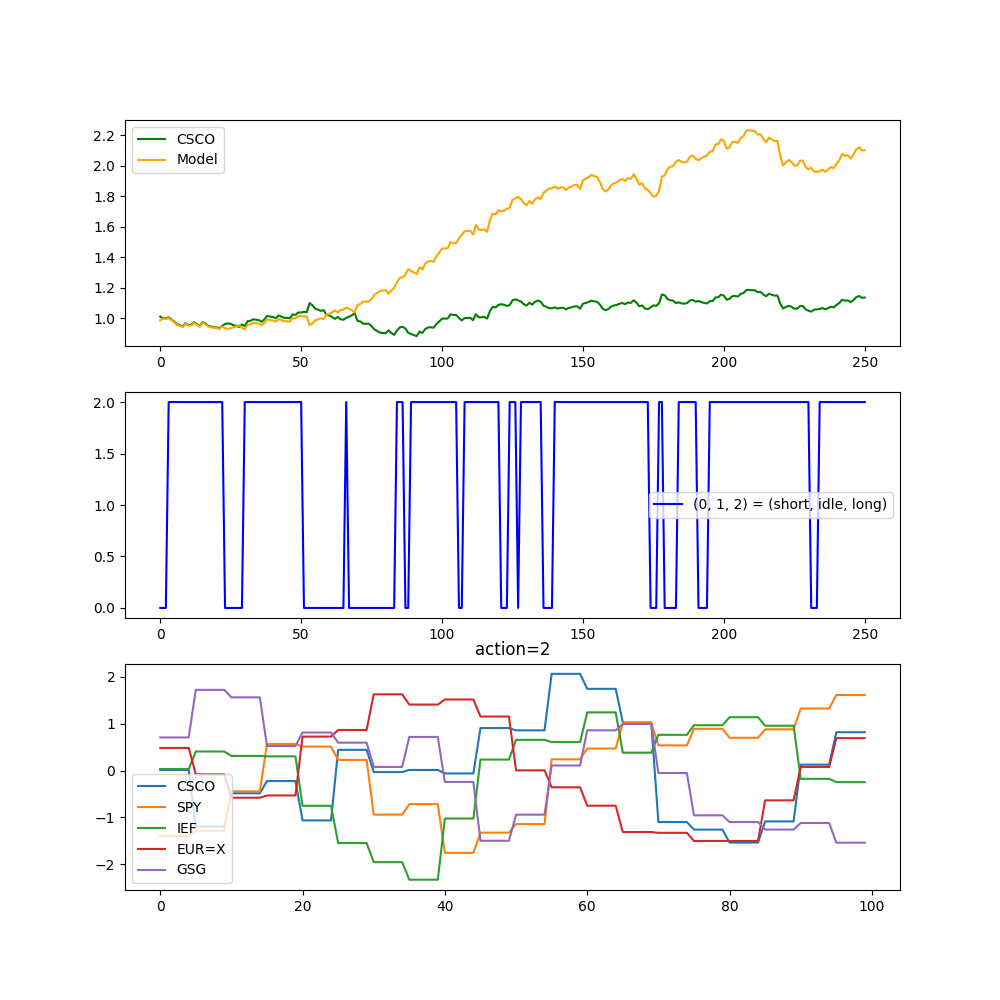 2.2
2.0
1.8
1.6
1.4
1.2
1.0
CSCO
Model
0 50 100 150 200 250
2.0
1.5
1.0
0.5
0.0
(0, 1, 2) = (short, idle, long)
0 50 100 150 200 250
action=2
2
1
0
−1
−2
CSCO
SPY
IEF
EUR=X
GSG
0 20 40 60 80 100